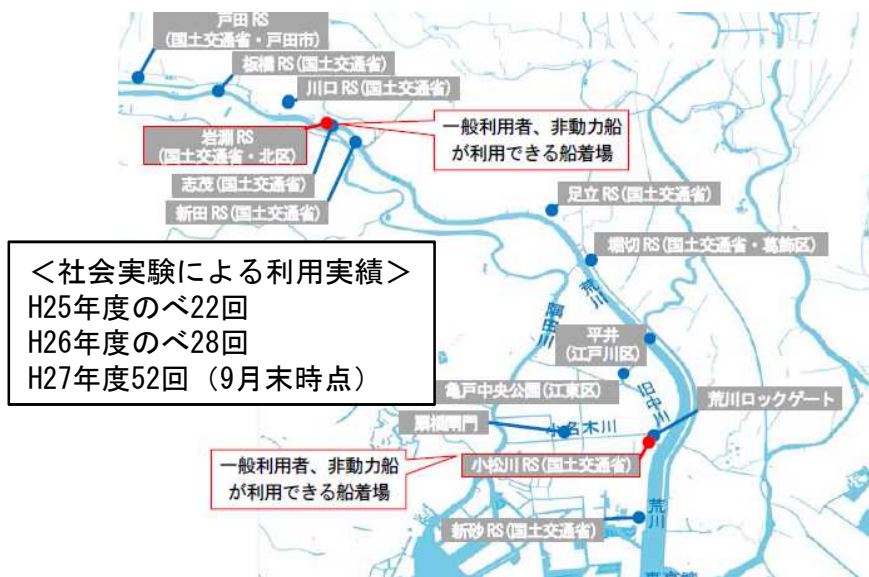 戸田RS
(国土交通省・戸田市)
板橋RS(国土交通省)
川口RS(国土交通省)
岩淵RS
(国土交通省・北区)
一般利用者、非動力船
が利用できる船着場
志茂(国土交通省)
新田RS(国土交通省)
足立RS(国土交通省)
堀切RS(国土交通省・葛飾区)
荒川
<社会実験による利用実績>
H25年度のべ22回
H26年度のべ28回
H27年度52回(9月末時点)
隅田川
平井
(江戸川区)
亀戸中央公園(江東区)
旧中川
荒川ロックゲート
小名木川
一般利用者、非動力船
が利用できる船着場
小松川RS(国土交通省)
新砂RS(国土交通省)
荒川